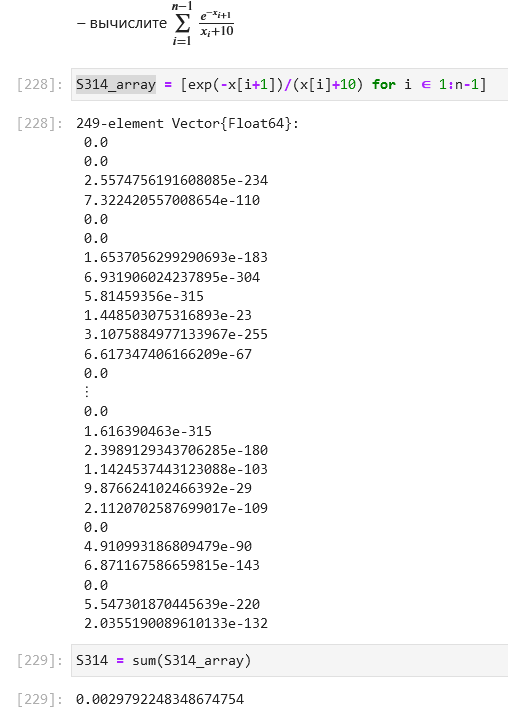 – вычислите ∑_{i=1}^{n−1} e^{−x_{i+1}}/(x_i+10)
[228]: S314_array = [exp(-x[i+1])/(x[i]+10) for i ∈ 1:n-1]
[228]: 249-element Vector{Float64}:
0.0
0.0
2.5574756191608085e-234
7.322420557008654e-110
0.0
0.0
1.6537056299290693e-183
6.931906024237895e-304
5.81459356e-315
1.448503075316893e-23
3.1075884977133967e-255
6.617347406166209e-67
0.0
⋮
0.0
1.616390463e-315
2.3989129343706285e-180
1.1424537443123088e-103
9.876624102466392e-29
2.1120702587699017e-109
0.0
4.910993186809479e-90
6.871167586659815e-143
0.0
5.547301870445639e-220
2.0355190089610133e-132
[229]: S314 = sum(S314_array)
[229]: 0.0029792248348674754